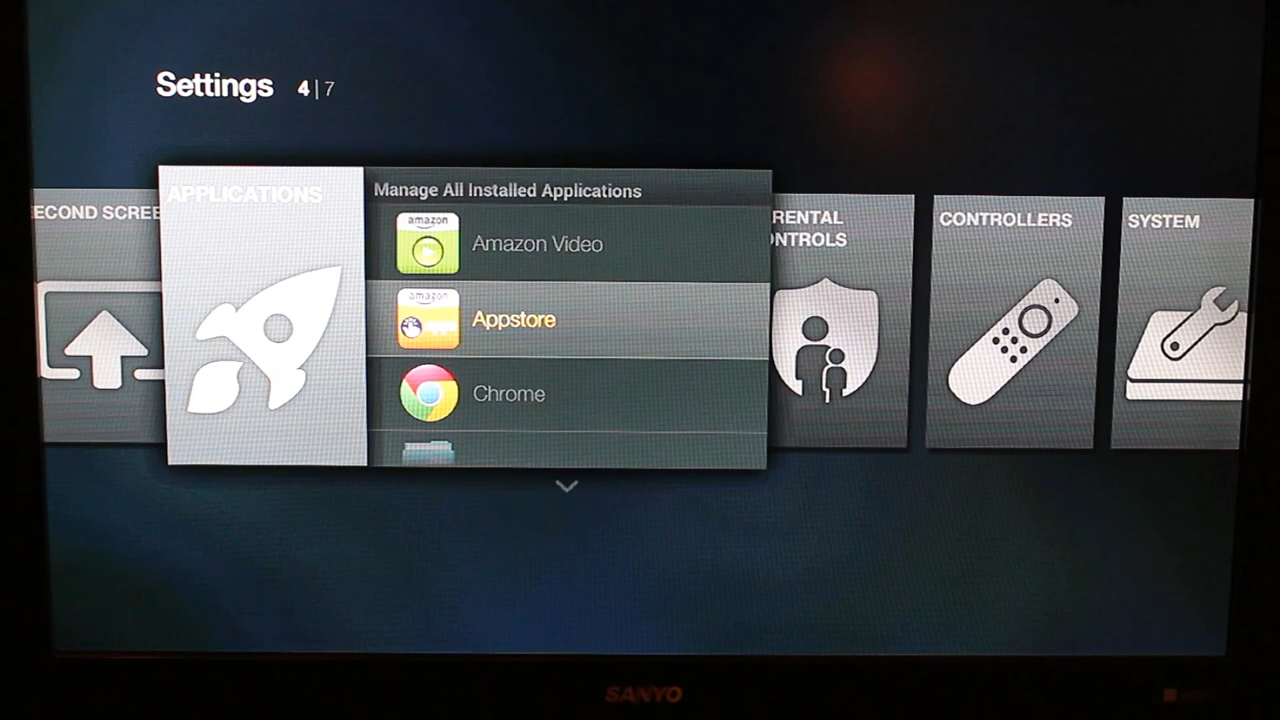 Settings 4|7
ECOND SCREE
APPLICATIONS
Manage All Installed Applications
amazon
Amazon Video
amazon
apps
Appstore
Chrome
RENTAL
NTROLS
CONTROLLERS
SYSTEM
SANYO